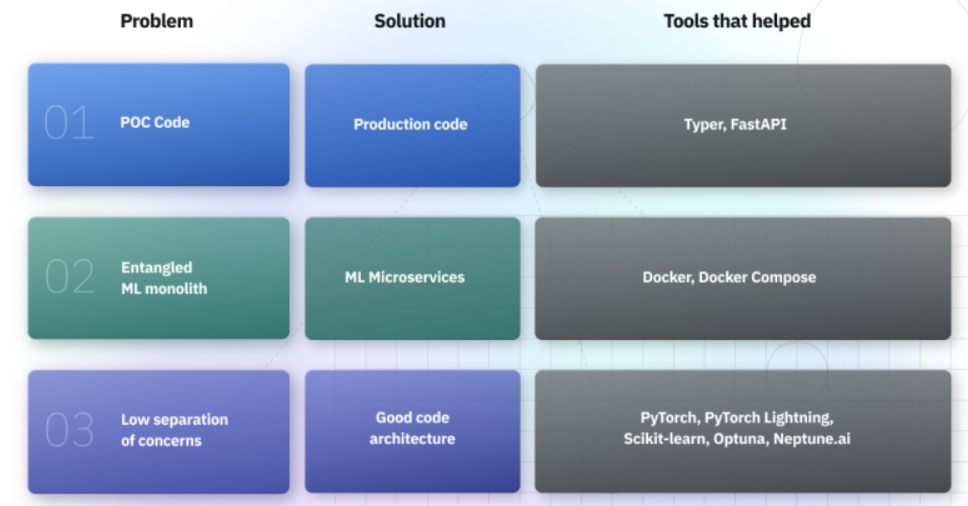 Problem
Solution
Tools that helped
01
POC Code
Production code
Typer, FastAPI
02
Entangled
ML monolith
ML Microservices
Docker, Docker Compose
03
Low separation
of concerns
Good code
architecture
PyTorch, PyTorch Lightning,
Scikit-learn, Optuna, Neptune.ai